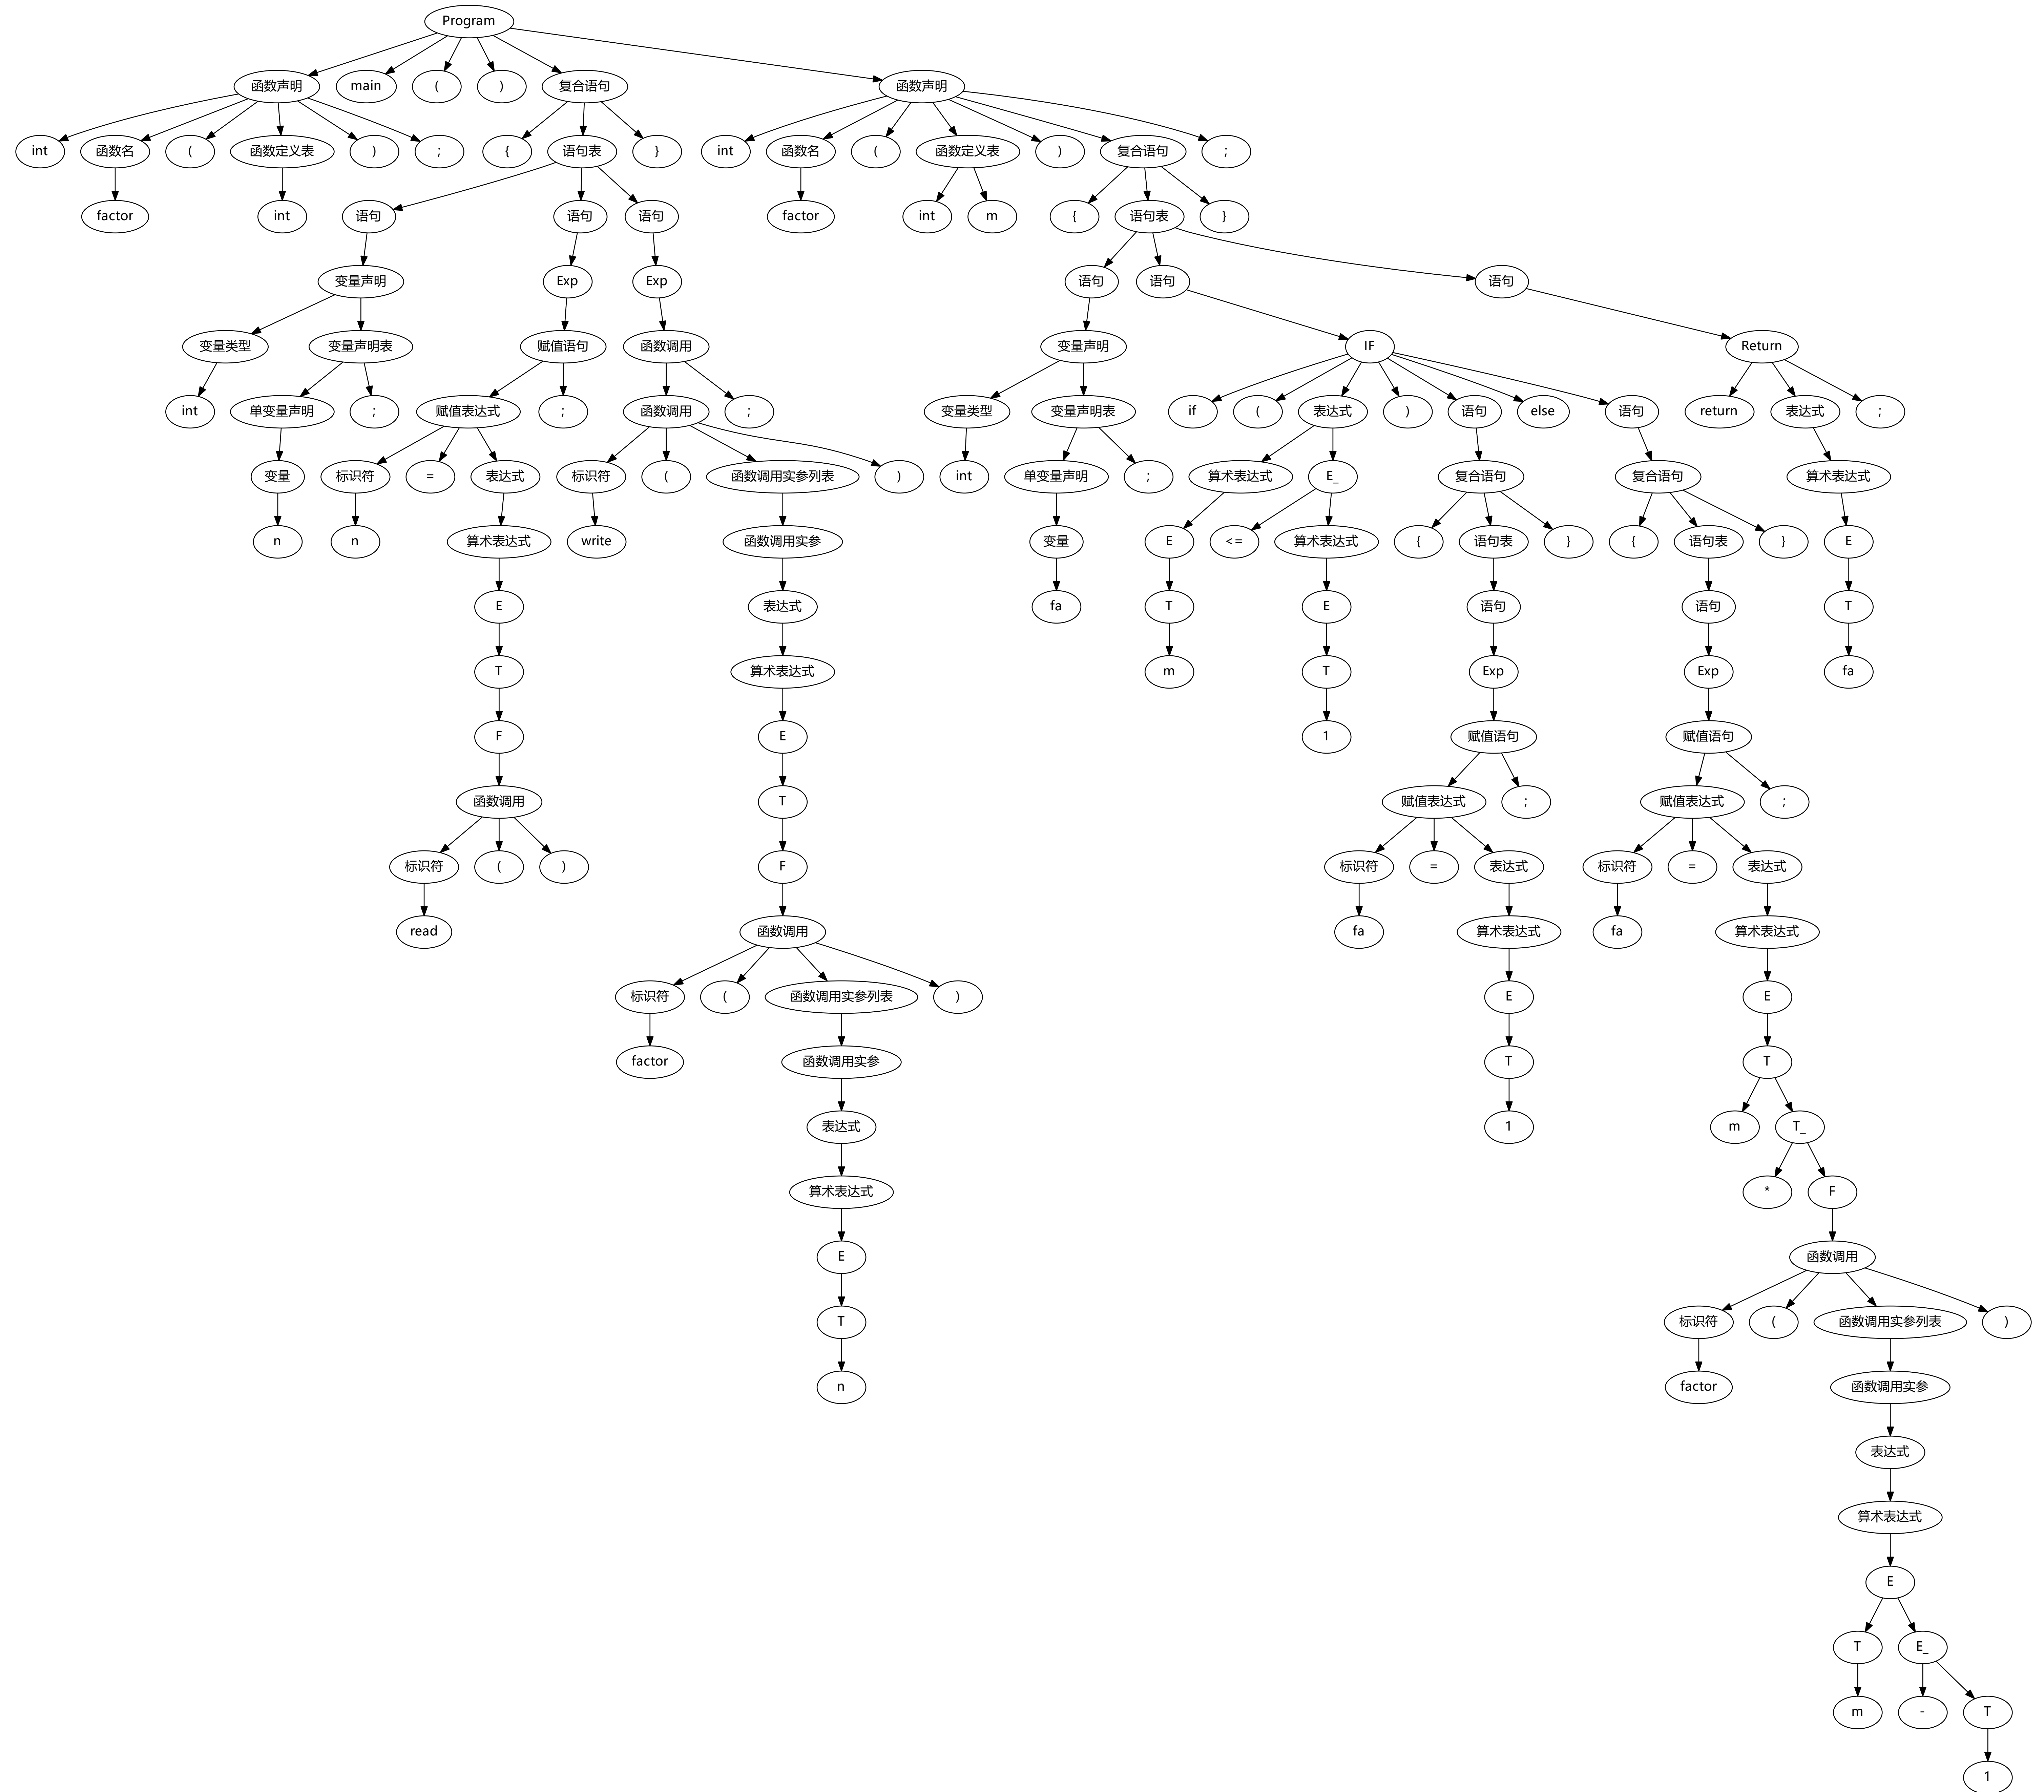 Program
函数声明 main ( ) 复合语句 函数声明
int 函数名 ( 函数定义表 ) ; { 语句表 } int 函数名 ( 函数定义表 ) 复合语句 ;
factor int 语句 语句 语句 factor int m { 语句表 }
变量声明 Exp Exp 语句 语句 语句
变量类型 变量声明表 赋值语句 函数调用 变量声明 IF Return
int 单变量声明 ; 赋值表达式 ; 函数调用 ; 变量类型 变量声明表 if ( 表达式 ) 语句 else 语句 return 表达式 ;
变量 标识符 = 表达式 标识符 ( 函数调用实参列表 ) int 单变量声明 ; 算术表达式 E_ 复合语句 复合语句 算术表达式
n n 算术表达式 write 函数调用实参 变量 E <= 算术表达式 { 语句表 } { 语句表 } E
E 表达式 fa T E 语句 语句 T
T 算术表达式 m T Exp Exp fa
F E 1 赋值语句 赋值语句
函数调用 T 赋值表达式 ; 赋值表达式 ;
标识符 ( ) F 标识符 = 表达式 标识符 = 表达式
read 函数调用 fa 算术表达式 fa 算术表达式
标识符 ( 函数调用实参列表 ) E E
factor 函数调用实参 T T
表达式 1 m T_
算术表达式 * F
E 函数调用
T 标识符 ( 函数调用实参列表 )
n factor 函数调用实参
表达式
算术表达式
E
T E_
m - T
1